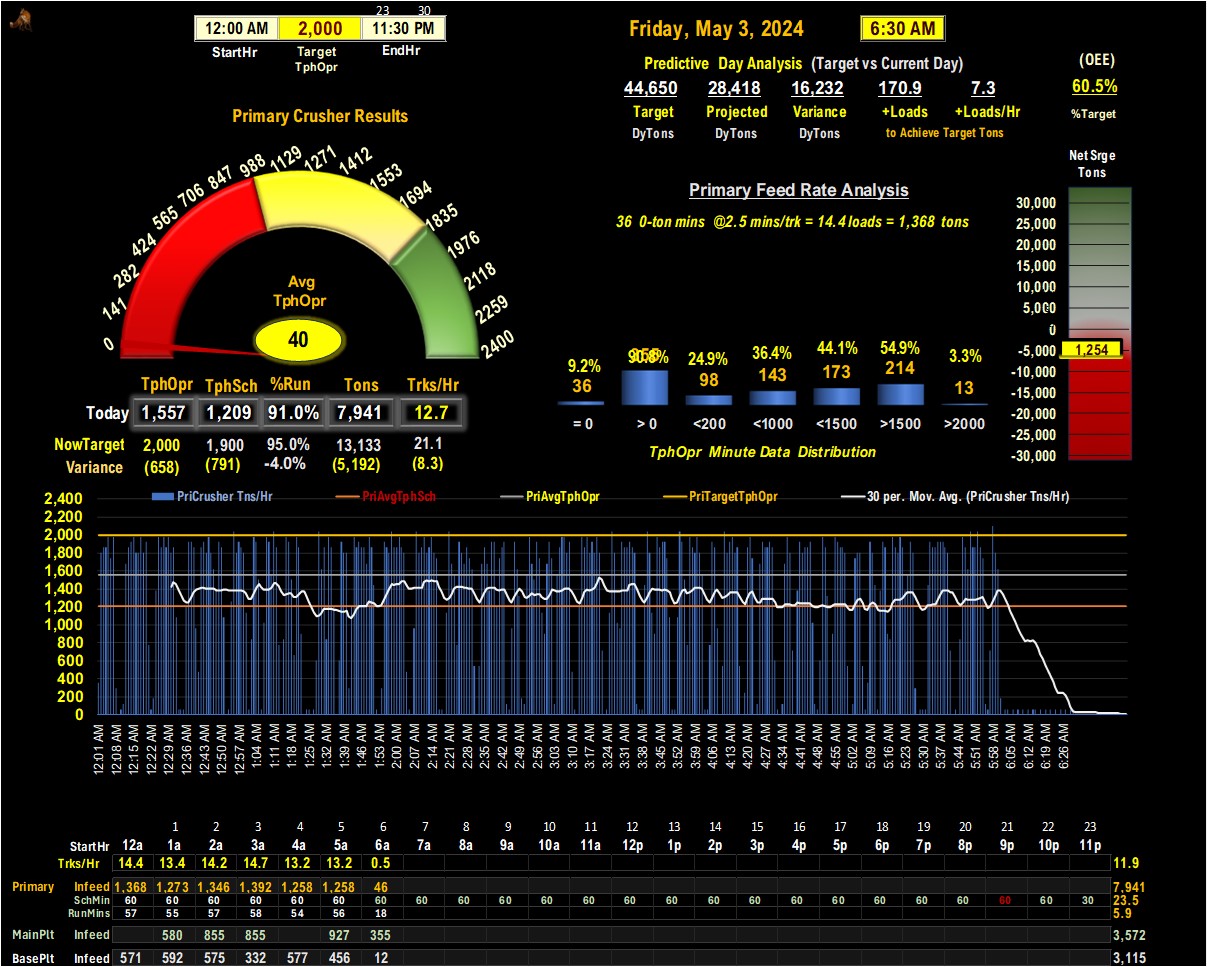 23 30
12:00 AM 2,000 11:30 PM
StartHr Target TphOpr EndHr
Friday, May 3, 2024 6:30 AM
Predictive Day Analysis (Target vs Current Day)
44,650 28,418 16,232 170.9 7.3
Target Projected Variance +Loads +Loads/Hr
DyTons DyTons DyTons to Achieve Target Tons
(OEE)
60.5%
%Target
Primary Crusher Results
0 141 282 424 565 706 847 988 1129 1271 1412 1553 1694 1835 1976 2118 2259 2400
Avg
TphOpr
40
TphOpr TphSch %Run Tons Trks/Hr
Today 1,557 1,209 91.0% 7,941 12.7
NowTarget 2,000 1,900 95.0% 13,133 21.1
Variance (658) (791) -4.0% (5,192) (8.3)
Primary Feed Rate Analysis
36 0-ton mins @2.5 mins/trk = 14.4 loads = 1,368 tons
9.2% 90.8% 24.9% 36.4% 44.1% 54.9% 3.3%
36 98 143 173 214 13
= 0 > 0 <200 <1000 <1500 >1500 >2000
TphOpr Minute Data Distribution
Net Srge
Tons
30,000
25,000
20,000
15,000
10,000
5,000
0
-5,000
-10,000
-15,000
-20,000
-25,000
-30,000
1,254
PriCrusher Tns/Hr PriAvgTphSch PriAvgTphOpr PriTargetTphOpr 30 per. Mov. Avg. (PriCrusher Tns/Hr)
2,400
2,200
2,000
1,800
1,600
1,400
1,200
1,000
800
600
400
200
0
12:01 AM 12:08 AM 12:15 AM 12:22 AM 12:29 AM 12:36 AM 12:43 AM 12:50 AM 12:57 AM 1:04 AM 1:11 AM 1:18 AM 1:25 AM 1:32 AM 1:39 AM 1:46 AM 1:53 AM 2:00 AM 2:07 AM 2:14 AM 2:21 AM 2:28 AM 2:35 AM 2:42 AM 2:49 AM 2:56 AM 3:03 AM 3:10 AM 3:17 AM 3:24 AM 3:31 AM 3:38 AM 3:45 AM 3:52 AM 3:59 AM 4:06 AM 4:13 AM 4:20 AM 4:27 AM 4:34 AM 4:41 AM 4:48 AM 4:55 AM 5:02 AM 5:09 AM 5:16 AM 5:23 AM 5:30 AM 5:37 AM 5:44 AM 5:51 AM 5:58 AM 6:05 AM 6:12 AM 6:19 AM 6:26 AM
1 2 3 4 5 6 7 8 9 10 11 12 13 14 15 16 17 18 19 20 21 22 23
StartHr 12a 1a 2a 3a 4a 5a 6a 7a 8a 9a 10a 11a 12p 1p 2p 3p 4p 5p 6p 7p 8p 9p 10p 11p
Trks/Hr 14.4 13.4 14.2 14.7 13.2 13.2 0.5 11.9
Primary Infeed 1,368 1,273 1,346 1,392 1,258 1,258 46 7,941
SchMin 60 60 60 60 60 60 60 60 60 60 60 60 60 60 60 60 60 60 60 60 60 60 60 30 23.5
RunMins 57 55 57 58 54 56 18 5.9
MainPlt Infeed 580 855 855 927 355 3,572
BasePlt Infeed 571 592 575 332 577 456 12 3,115